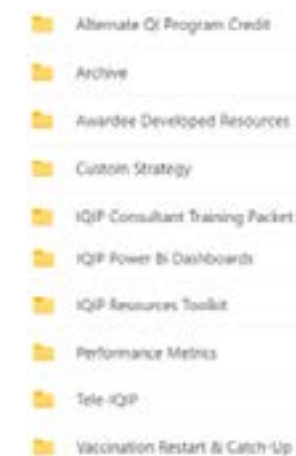 Alternate QI Program Credit
Archive
Awardee Developed Resources
Custom Strategy
IQIP Consultant Training Packet
IQIP Power Bi Dashboards
IQIP Resources Toolkit
Performance Metrics
Tele-IQIP
Vaccination Restart & Catch-Up